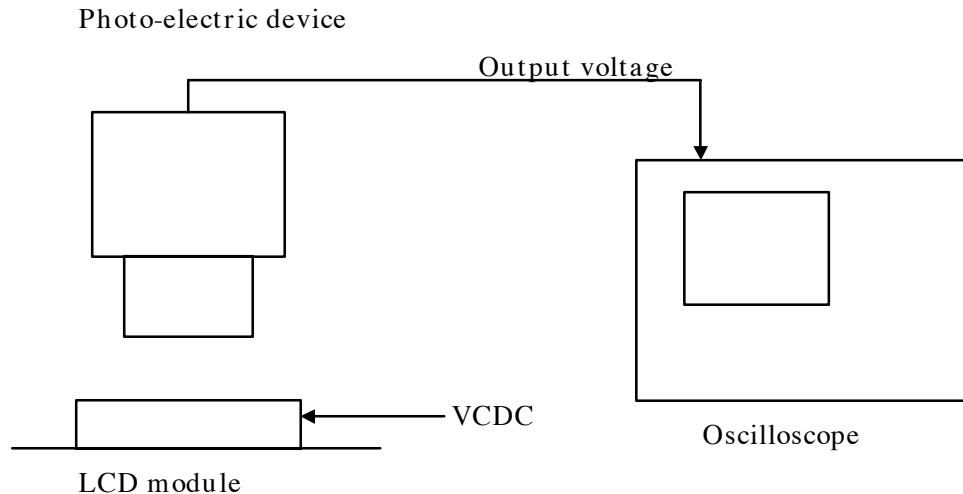 Photo-electric device
Output voltage
VCDC
Oscilloscope
LCD module